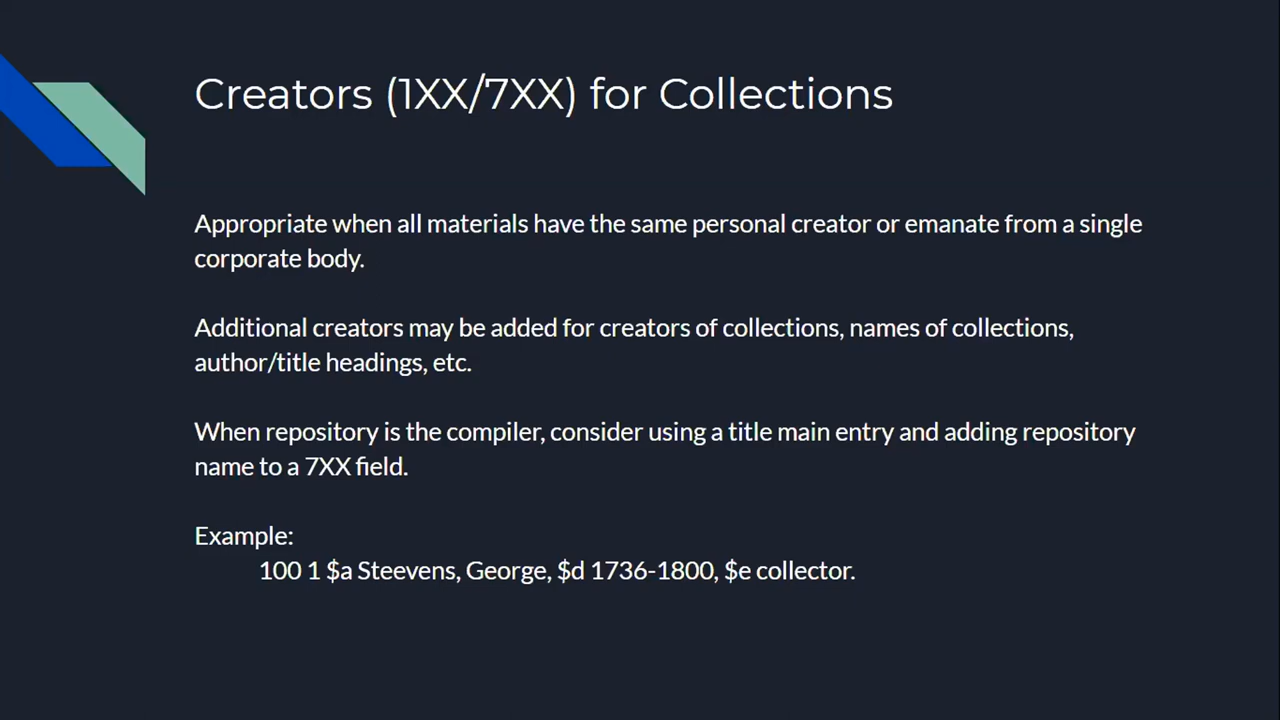 Creators (1XX/7XX) for Collections
Appropriate when all materials have the same personal creator or emanate from a single
corporate body.
Additional creators may be added for creators of collections, names of collections,
author/title headings, etc.
When repository is the compiler, consider using a title main entry and adding repository
name to a 7XX field.
Example:
100 1 $a Steevens, George, $d 1736-1800, $e collector.